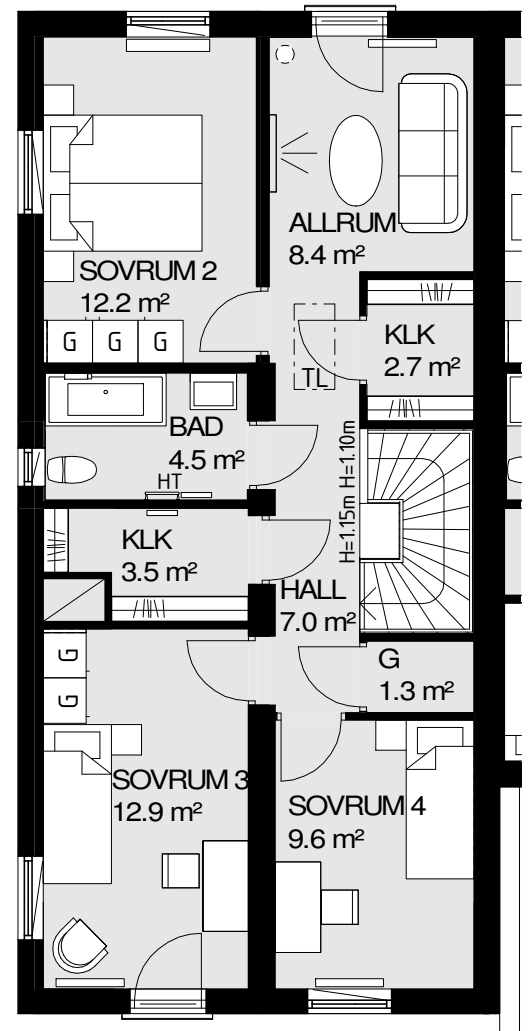 ALLRUM
8.4 m²
SOVRUM 2
12.2 m²
G G G
KLK
2.7 m²
TL
BAD
4.5 m²
HT
H=1.15m H=1.10m
KLK
3.5 m²
HALL
7.0 m²
G
G
G
1.3 m²
SOVRUM 3
12.9 m²
SOVRUM 4
9.6 m²